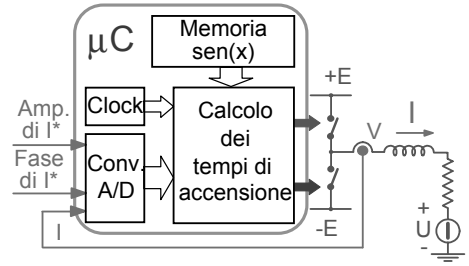 μC
Memoria
sen(x)
+E
Amp.
di I*
Clock
Calcolo
dei
tempi di
accensione
V
I
Fase
di I*
Conv.
A/D
I
-E
+
U
-